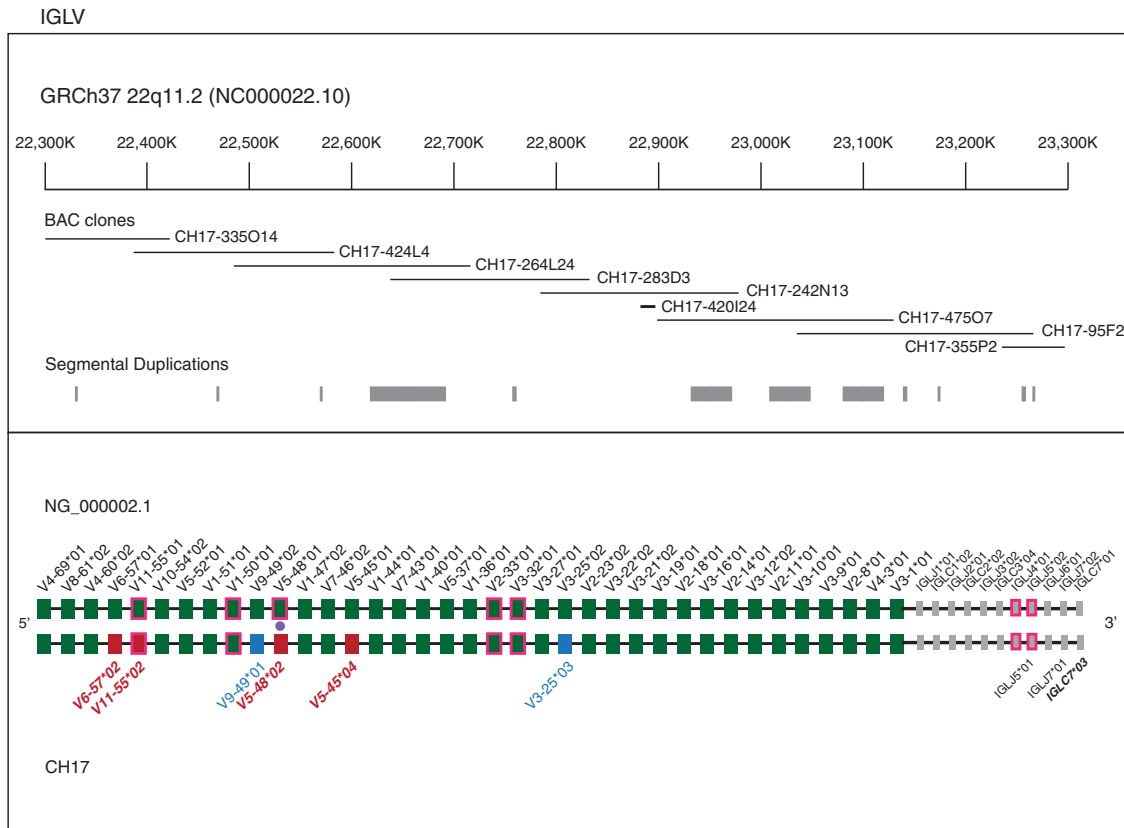 IGLV
GRCh37 22q11.2 (NC000022.10)
22,300K 22,400K 22,500K 22,600K 22,700K 22,800K 22,900K 23,000K 23,100K 23,200K 23,300K
BAC clones
CH17-335O14
CH17-424L4
CH17-264L24
CH17-283D3
CH17-242N13
CH17-420I24
CH17-475O7
CH17-95F2
CH17-355P2
Segmental Duplications
NG_000002.1
V4-69*01
V8-61*02
V4-60*02
V6-57*01
V11-55*01
V10-54*02
V5-52*01
V1-51*01
V1-50*01
V9-49*02
V5-48*01
V1-47*02
V7-46*02
V5-45*01
V1-44*01
V7-43*01
V1-40*01
V5-37*01
V1-36*01
V2-33*01
V3-32*01
V3-27*01
V3-25*02
V2-23*02
V3-22*02
V3-21*02
V3-19*01
V2-18*01
V3-16*01
V2-14*01
V3-12*02
V2-11*01
V3-10*01
V3-9*01
V2-8*01
V4-3*01
V3-1*01
IGLJ1*01
IGLC1*02
IGLJ2*01
IGLC2*02
IGLJ3*02
IGLC3*04
IGLJ4*01
IGLJ5*02
IGLJ6*01
IGLJ7*02
IGLC7*01
5’ 3’
V6-57*02
V11-55*02
V9-49*01
V5-48*02
V5-45*04
V3-25*03
IGLJ5*01
IGLJ7*01
IGLC7*03
CH17